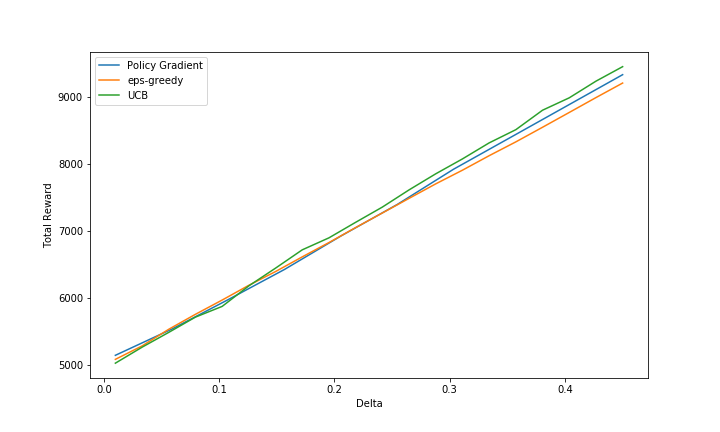 Policy Gradient
eps-greedy
UCB
9000
8000
7000
6000
5000
Total Reward
0.0 0.1 0.2 0.3 0.4
Delta